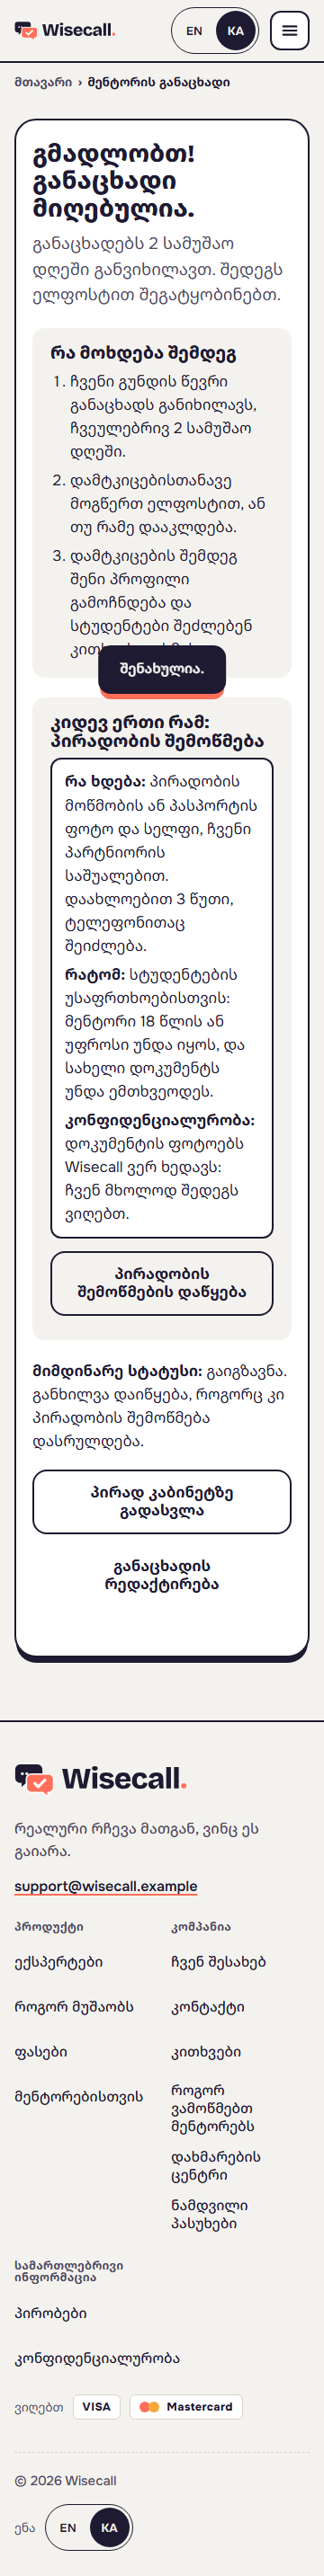 Wisecall.
EN KA
მთავარი › მენტორის განაცხადი
გმადლობთ!
განაცხადი
მიღებულია.
განაცხადებს 2 სამუშაო
დღეში განვიხილავთ. შედეგს
ელფოსტით შეგატყობინებთ.
რა მოხდება შემდეგ
1. ჩვენი გუნდის წევრი
განაცხადს განიხილავს,
ჩვეულებრივ 2 სამუშაო
დღეში.
2. დამტკიცებისთანავე
მოგწერთ ელფოსტით, ან
თუ რამე დააკლდება.
3. დამტკიცების შემდეგ
შენი პროფილი
გამოჩნდება და
სტუდენტები შეძლებენ
შენახულია.
კიდევ ერთი რამ:
პირადობის შემოწმება
რა ხდება: პირადობის
მოწმობის ან პასპორტის
ფოტო და სელფი, ჩვენი
პარტნიორის
საშუალებით.
დაახლოებით 3 წუთი,
ტელეფონითაც
შეიძლება.
რატომ: სტუდენტების
უსაფრთხოებისთვის:
მენტორი 18 წლის ან
უფროსი უნდა იყოს, და
სახელი დოკუმენტს
უნდა ემთხვეოდეს.
კონფიდენციალურობა:
დოკუმენტის ფოტოებს
Wisecall ვერ ხედავს:
ჩვენ მხოლოდ შედეგს
ვიღებთ.
პირადობის
შემოწმების დაწყება
მიმდინარე სტატუსი: გაიგზავნა.
განხილვა დაიწყება, როგორც კი
პირადობის შემოწმება
დასრულდება.
პირად კაბინეტზე
გადასვლა
განაცხადის
რედაქტირება
Wisecall.
რეალური რჩევა მათგან, ვინც ეს
გაიარა.
support@wisecall.example
პროდუქტი
ექსპერტები
როგორ მუშაობს
ფასები
მენტორებისთვის
კომპანია
ჩვენ შესახებ
კონტაქტი
კითხვები
როგორ
ვამოწმებთ
მენტორებს
დახმარების
ცენტრი
ნამდვილი
პასუხები
სამართლებრივი
ინფორმაცია
პირობები
კონფიდენციალურობა
ვიღებთ VISA Mastercard
© 2026 Wisecall
ენა EN KA